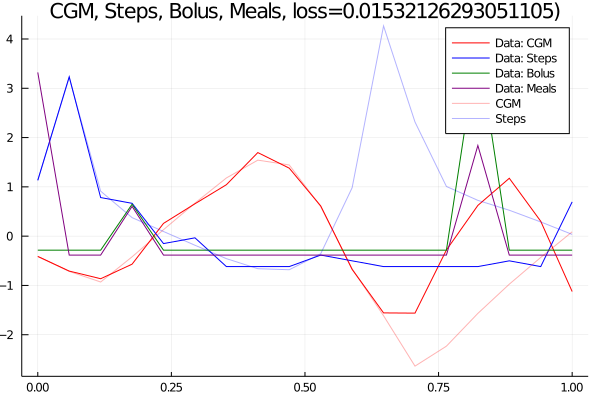 CGM, Steps, Bolus, Meals, loss=0.01532126293051105)
4
3
2
1
0
−1
−2
Data: CGM
Data: Steps
Data: Bolus
Data: Meals
CGM
Steps
0.00 0.25 0.50 0.75 1.00